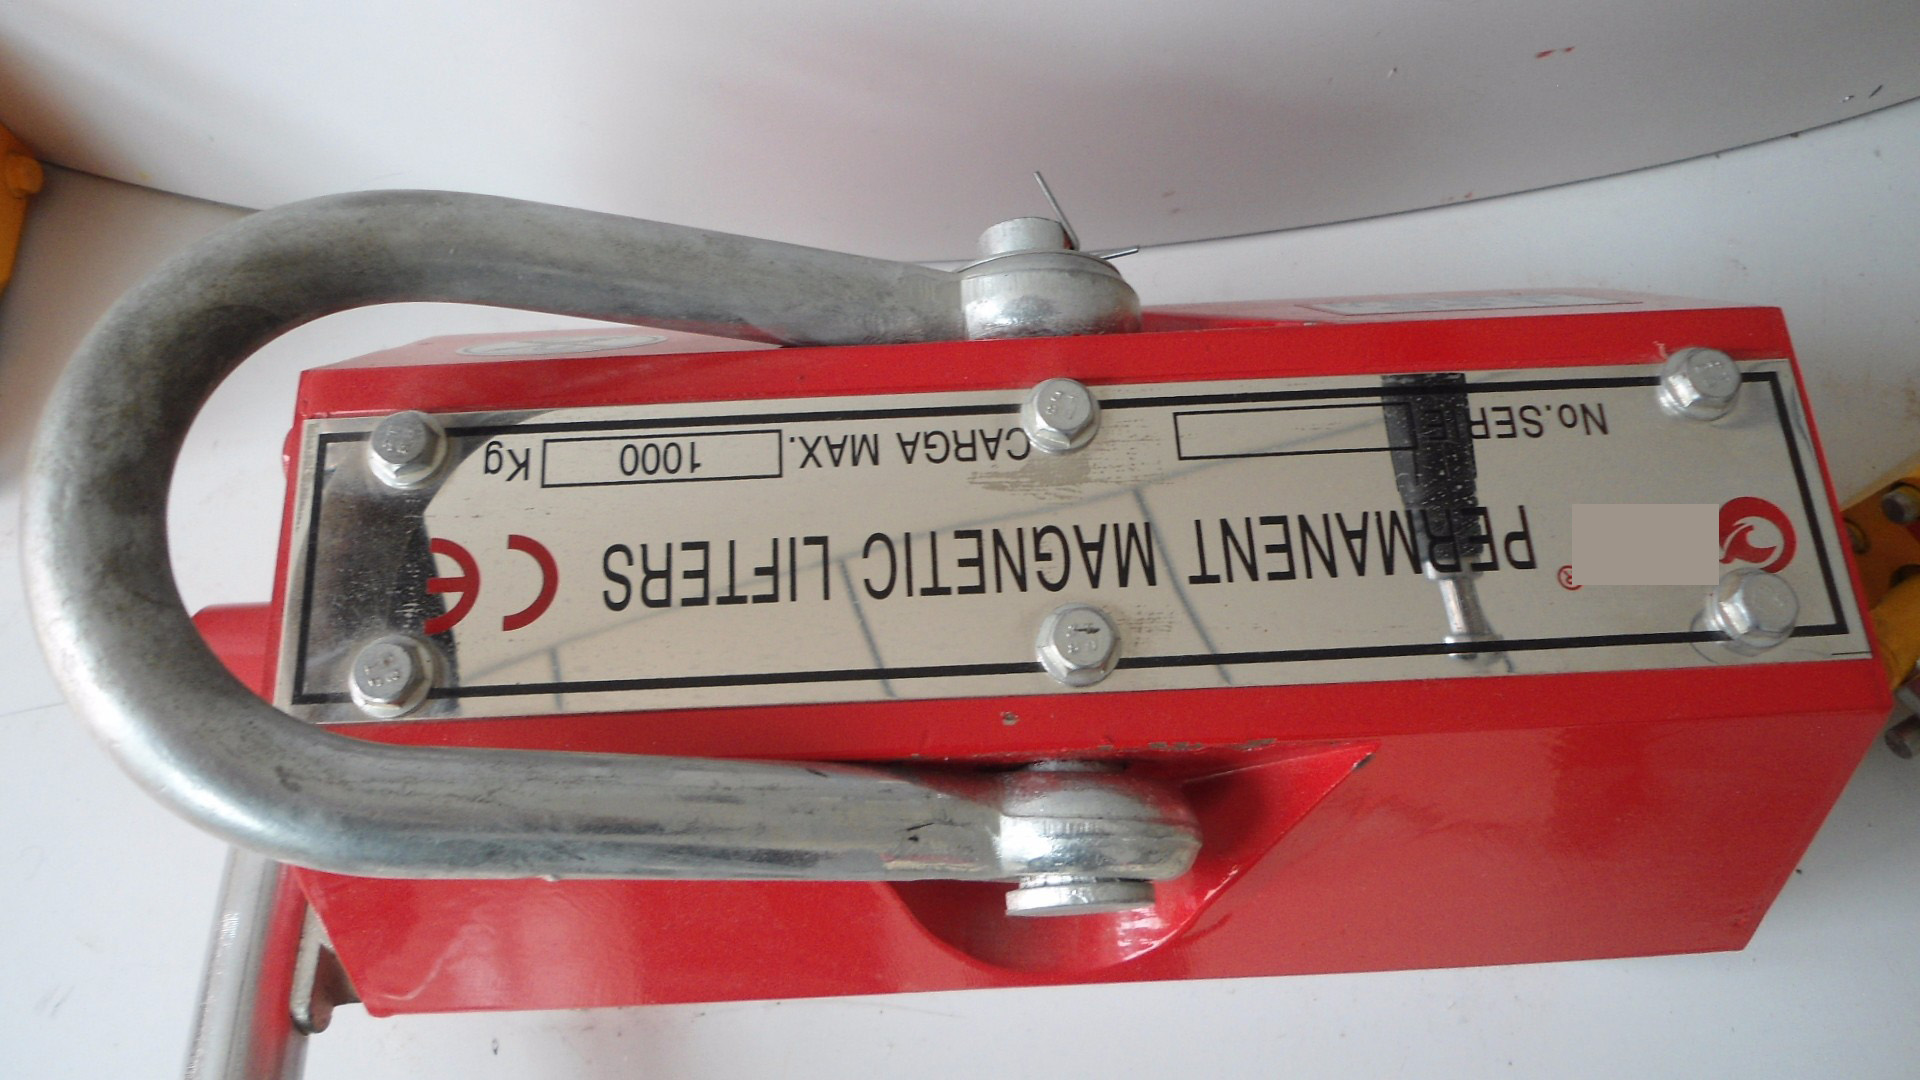 ® PERMANENT MAGNETIC LIFTERS CE
No.SER CARGA MAX. 1000 Kg